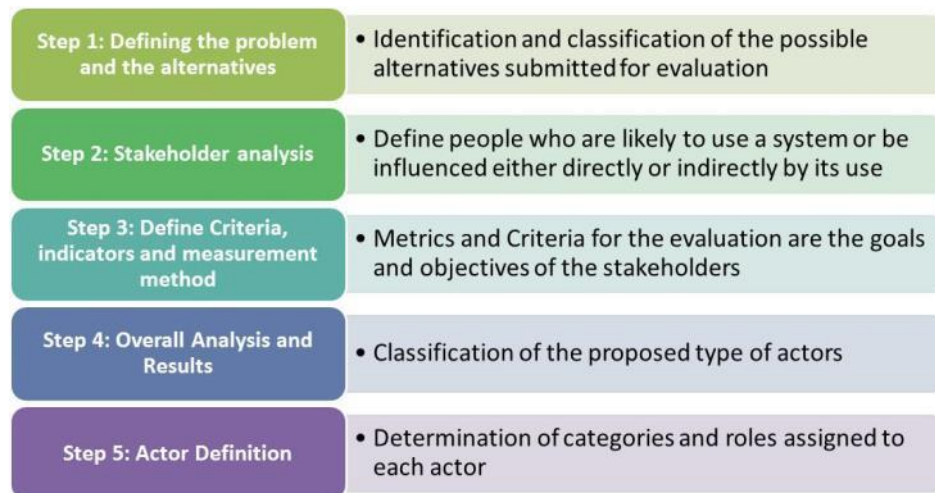 Step 1: Defining the problem
and the alternatives
• Identification and classification of the possible
alternatives submitted for evaluation
Step 2: Stakeholder analysis
• Define people who are likely to use a system or be
influenced either directly or indirectly by its use
Step 3: Define Criteria,
indicators and measurement
method
• Metrics and Criteria for the evaluation are the goals
and objectives of the stakeholders
Step 4: Overall Analysis and
Results
• Classification of the proposed type of actors
Step 5: Actor Definition
• Determination of categories and roles assigned to
each actor